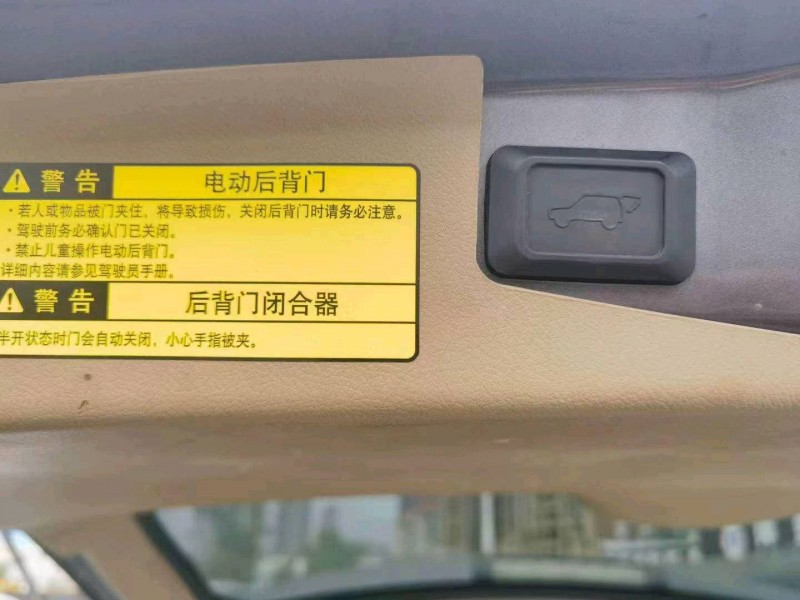 警告 电动后背门
·若人或物品被门夹住，将导致损伤，关闭后背门时请务必注意。
·驾驶前务必确认门已关闭。
·禁止儿童操作电动后背门。
详细内容请参见驾驶员手册。
警告 后背门闭合器
半开状态时门会自动关闭，小心手指被夹。